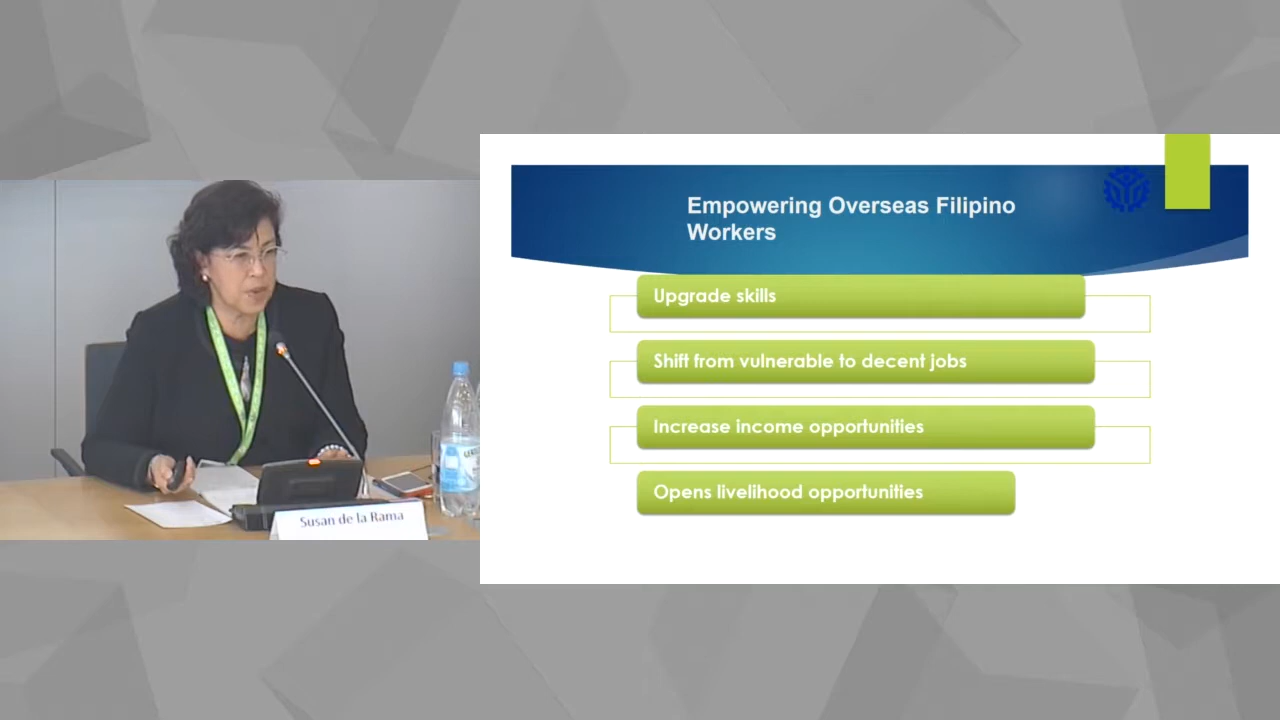 Empowering Overseas Filipino
Workers
Upgrade skills
Shift from vulnerable to decent jobs
Increase income opportunities
Opens livelihood opportunities
Susan de la Rama